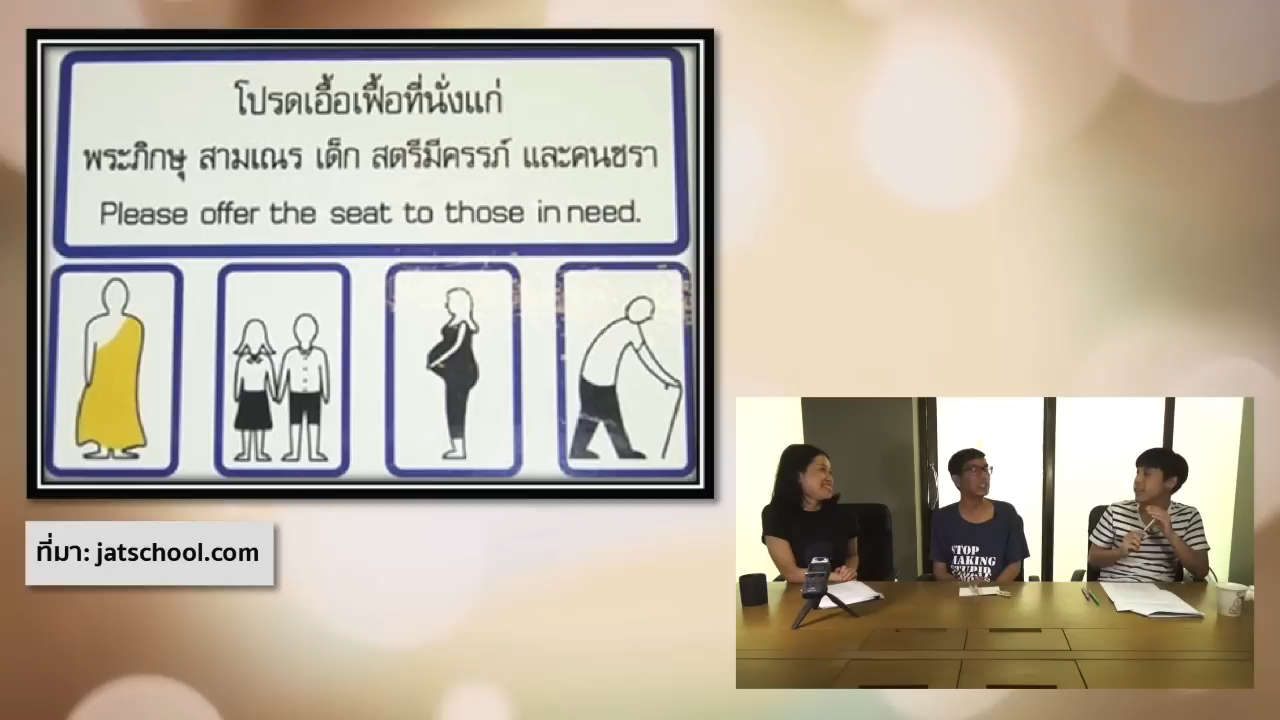 โปรดเอื้อเฟื้อที่นั่งแก่
พระภิกษุ สามเณร เด็ก สตรีมีครรภ์ และคนชรา
Please offer the seat to those in need.
ที่มา: jatschool.com
STOP
MAKING
STUPID